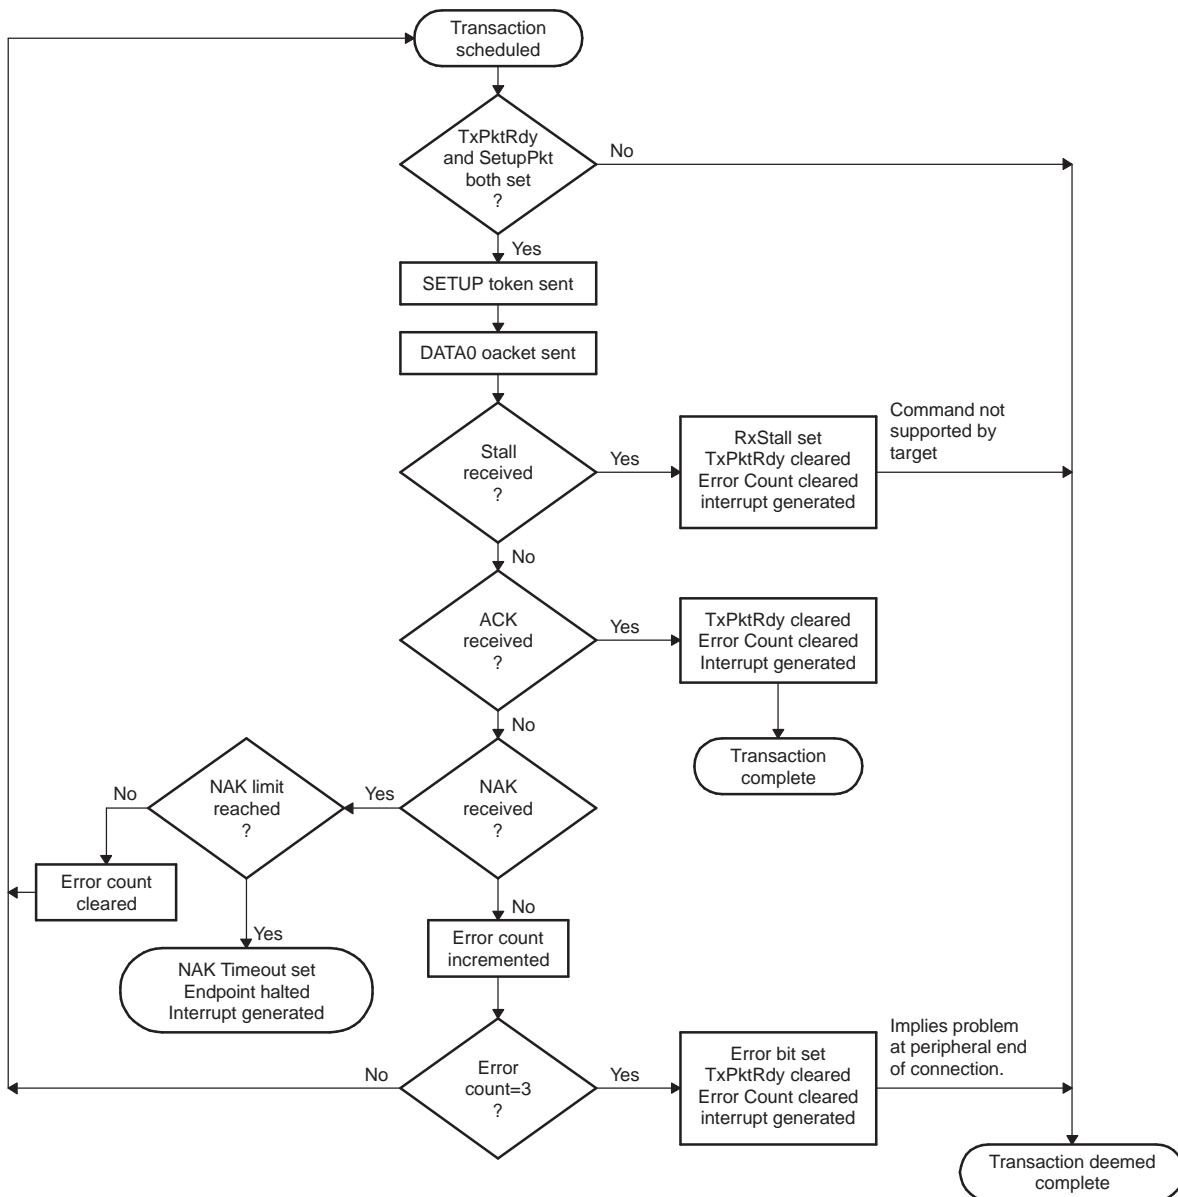 Transaction
scheduled
TxPktRdy
and SetupPkt
both set
?
No
Yes
SETUP token sent
DATA0 oacket sent
Stall
received
?
Yes
RxStall set
TxPktRdy cleared
Error Count cleared
interrupt generated
Command not
supported by
target
No
ACK
received
?
Yes
TxPktRdy cleared
Error Count cleared
Interrupt generated
No
Transaction
complete
NAK
received
?
Yes
NAK limit
reached
?
No
Error count
cleared
Yes
NAK Timeout set
Endpoint halted
Interrupt generated
No
Error count
incremented
Error
count=3
?
No
Yes
Error bit set
TxPktRdy cleared
Error Count cleared
interrupt generated
Implies problem
at peripheral end
of connection.
Transaction deemed
complete